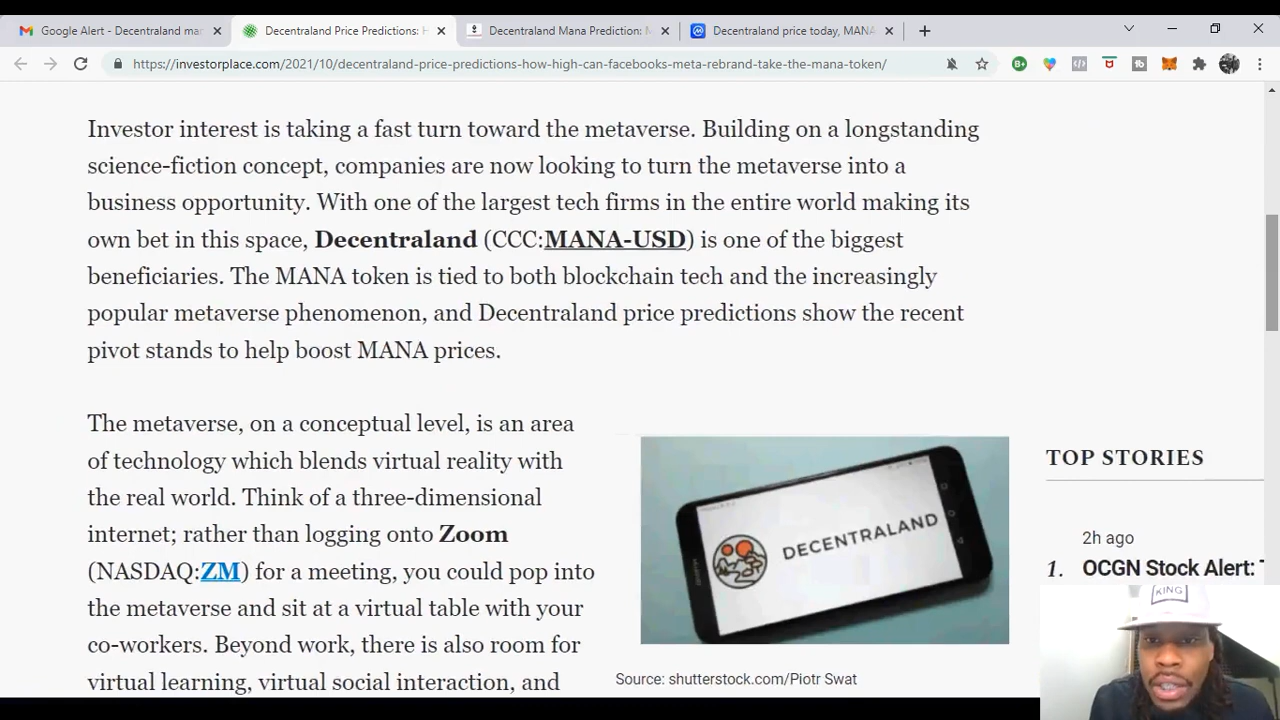 Google Alert - Decentraland mar
Decentraland Price Predictions: H
Decentraland Mana Prediction: M
Decentraland price today, MANA
https://investorplace.com/2021/10/decentraland-price-predictions-how-high-can-facebooks-meta-rebrand-take-the-mana-token/
Investor interest is taking a fast turn toward the metaverse. Building on a longstanding
science-fiction concept, companies are now looking to turn the metaverse into a
business opportunity. With one of the largest tech firms in the entire world making its
own bet in this space, Decentraland (CCC:MANA-USD) is one of the biggest
beneficiaries. The MANA token is tied to both blockchain tech and the increasingly
popular metaverse phenomenon, and Decentraland price predictions show the recent
pivot stands to help boost MANA prices.
The metaverse, on a conceptual level, is an area
of technology which blends virtual reality with
the real world. Think of a three-dimensional
internet; rather than logging onto Zoom
(NASDAQ:ZM) for a meeting, you could pop into
the metaverse and sit at a virtual table with your
co-workers. Beyond work, there is also room for
virtual learning, virtual social interaction, and
DECENTRALAND
Source: shutterstock.com/Piotr Swat
TOP STORIES
2h ago
1. OCGN Stock Alert:
KING